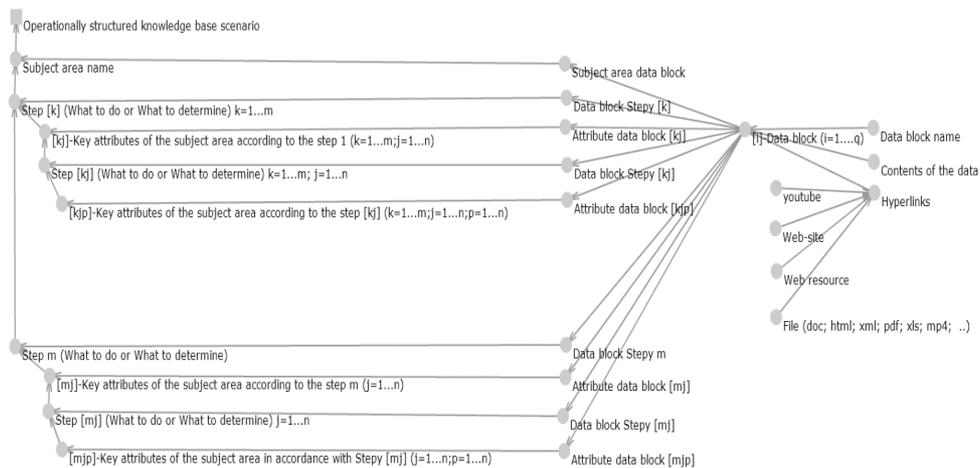 Operationally structured knowledge base scenario
Subject area name
Subject area data block
Step [k] (What to do or What to determine) k=1...m
Data block Stepy [k]
[kj]-Key attributes of the subject area according to the step 1 (k=1...m;j=1...n)
Attribute data block [kj]
[i]-Data block (i=1....q)
Data block name
Step [kj] (What to do or What to determine) k=1...m; j=1...n
Data block Stepy [kj]
Contents of the data
[kjp]-Key attributes of the subject area according to the step [kj] (k=1...m;j=1...n;p=1...n)
Attribute data block [kjp]
youtube
Hyperlinks
Web-site
Web resource
File (doc; html; xml; pdf; xls; mp4; ..)
Step m (What to do or What to determine)
Data block Stepy m
[mj]-Key attributes of the subject area according to the step m (j=1...n)
Attribute data block [mj]
Step [mj] (What to do or What to determine) j=1...n
Data block Stepy [mj]
[mjp]-Key attributes of the subject area in accordance with Stepy [mj] (j=1...n;p=1...n)
Attribute data block [mjp]